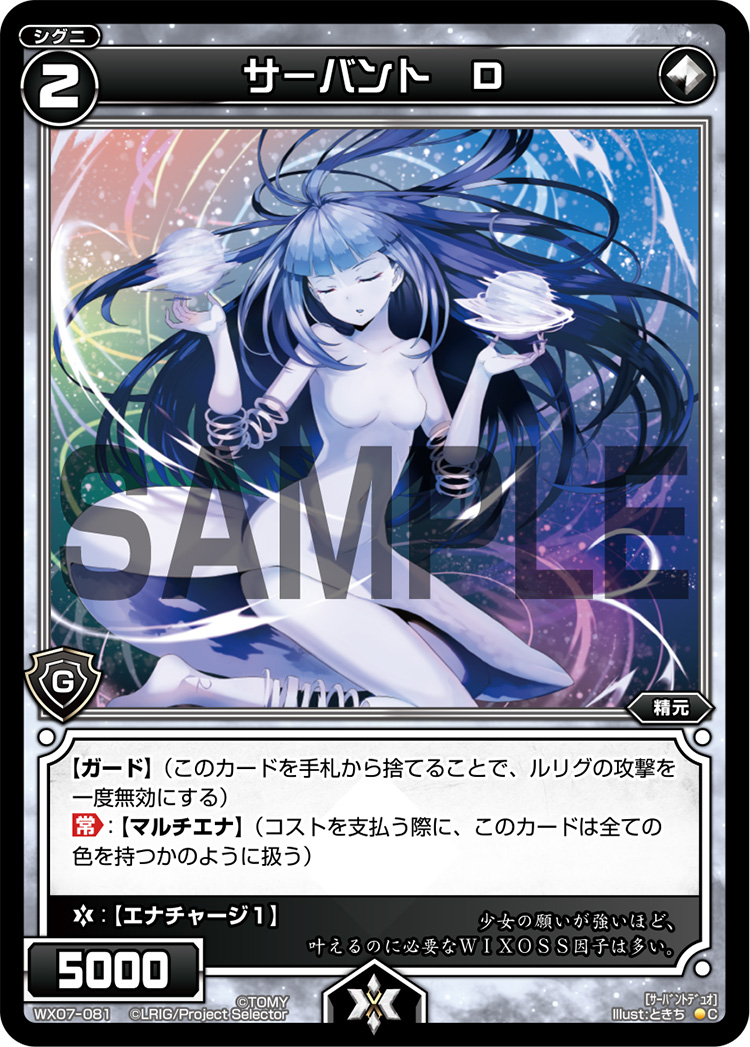 シグニ
2
サーバント D
SAMPLE
G
精元
【ガード】（このカードを手札から捨てることで、ルリグの攻撃を
一度無効にする）
常：【マルチエナ】（コストを支払う際に、このカードは全ての
色を持つかのように扱う）
：【エナチャージ１】
少女の願いが強いほど、
叶えるのに必要なＷＩＸＯＳＳ因子は多い。
5000
©TOMY
WX07-081 ©LRIG/Project Selector
[サーバントデュオ]
Illust:ときち C